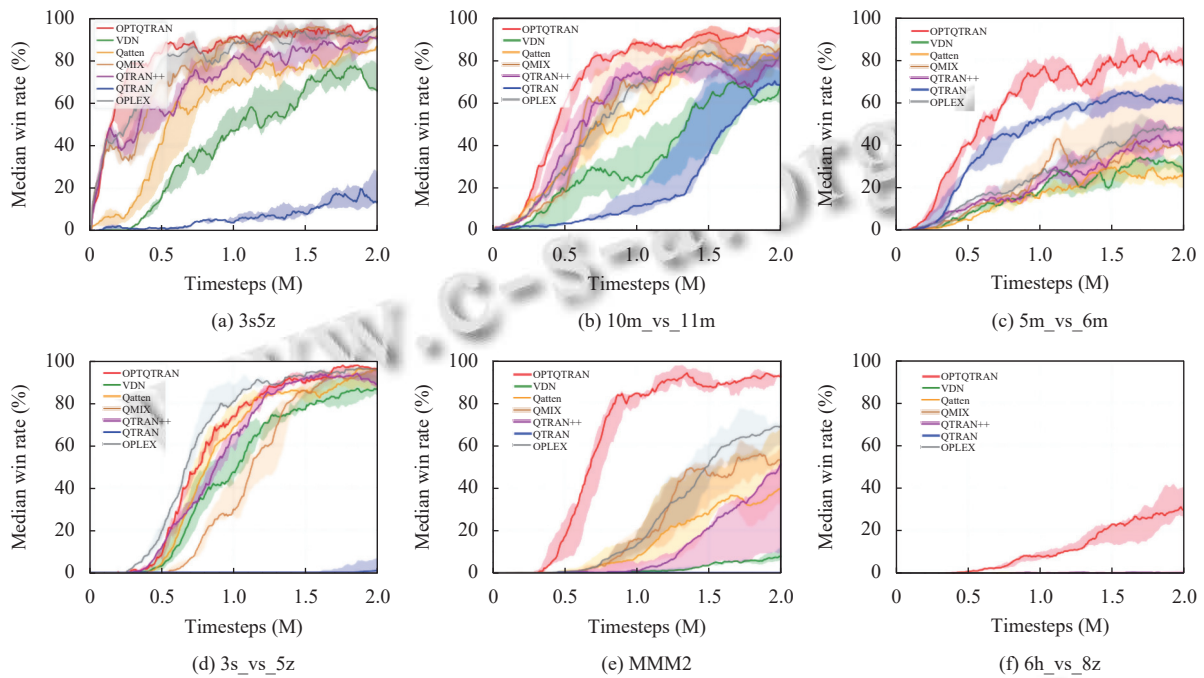 Median win rate (%)
100
80
60
40
20
0
OPTQTRAN
VDN
Qatten
QMIX
QTRAN++
QTRAN
OPLEX
0 0.5 1.0 1.5 2.0
Timesteps (M)
(a) 3s5z
Median win rate (%)
100
80
60
40
20
0
OPTQTRAN
VDN
Qatten
QMIX
QTRAN++
QTRAN
OPLEX
0 0.5 1.0 1.5 2.0
Timesteps (M)
(b) 10m_vs_11m
Median win rate (%)
100
80
60
40
20
0
OPTQTRAN
VDN
Qatten
QMIX
QTRAN++
QTRAN
OPLEX
0 0.5 1.0 1.5 2.0
Timesteps (M)
(c) 5m_vs_6m
Median win rate (%)
100
80
60
40
20
0
OPTQTRAN
VDN
Qatten
QMIX
QTRAN++
QTRAN
OPLEX
0 0.5 1.0 1.5 2.0
Timesteps (M)
(d) 3s_vs_5z
Median win rate (%)
100
80
60
40
20
0
OPTQTRAN
VDN
Qatten
QMIX
QTRAN++
QTRAN
OPLEX
0 0.5 1.0 1.5 2.0
Timesteps (M)
(e) MMM2
Median win rate (%)
100
80
60
40
20
0
OPTQTRAN
VDN
Qatten
QMIX
QTRAN++
QTRAN
OPLEX
0 0.5 1.0 1.5 2.0
Timesteps (M)
(f) 6h_vs_8z
www.c-s-a.org